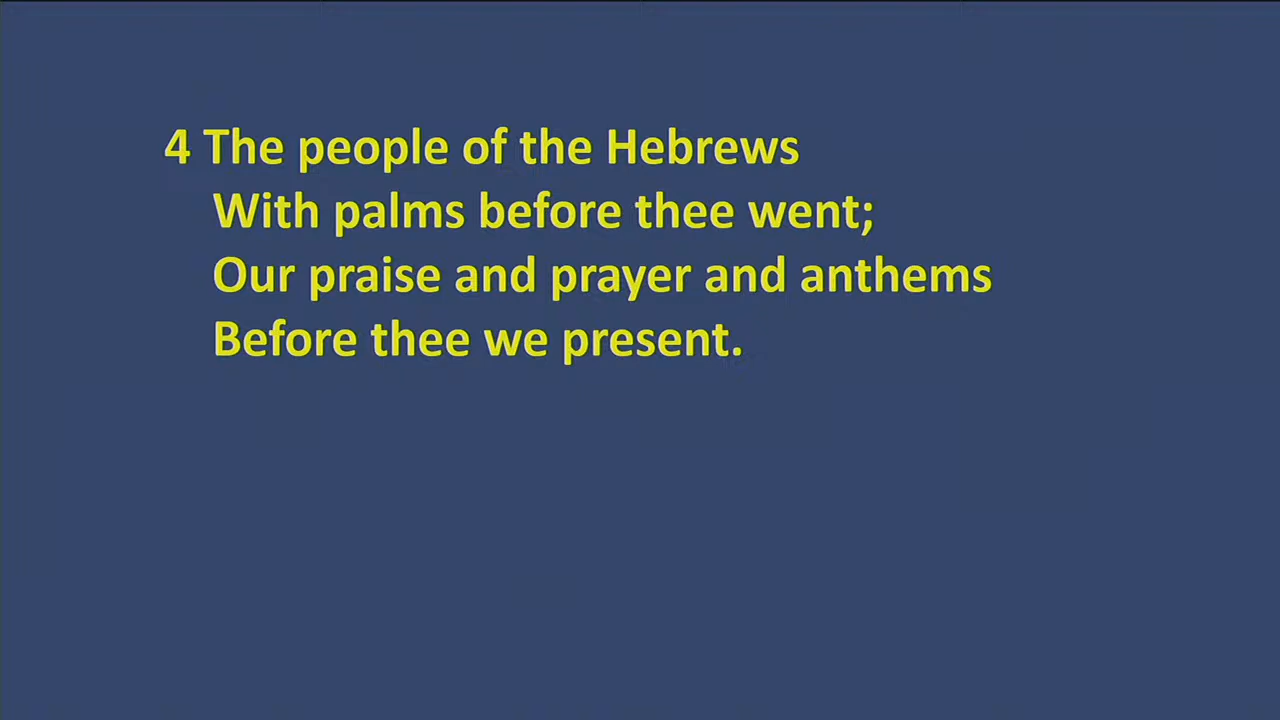 4 The people of the Hebrews
With palms before thee went;
Our praise and prayer and anthems
Before thee we present.